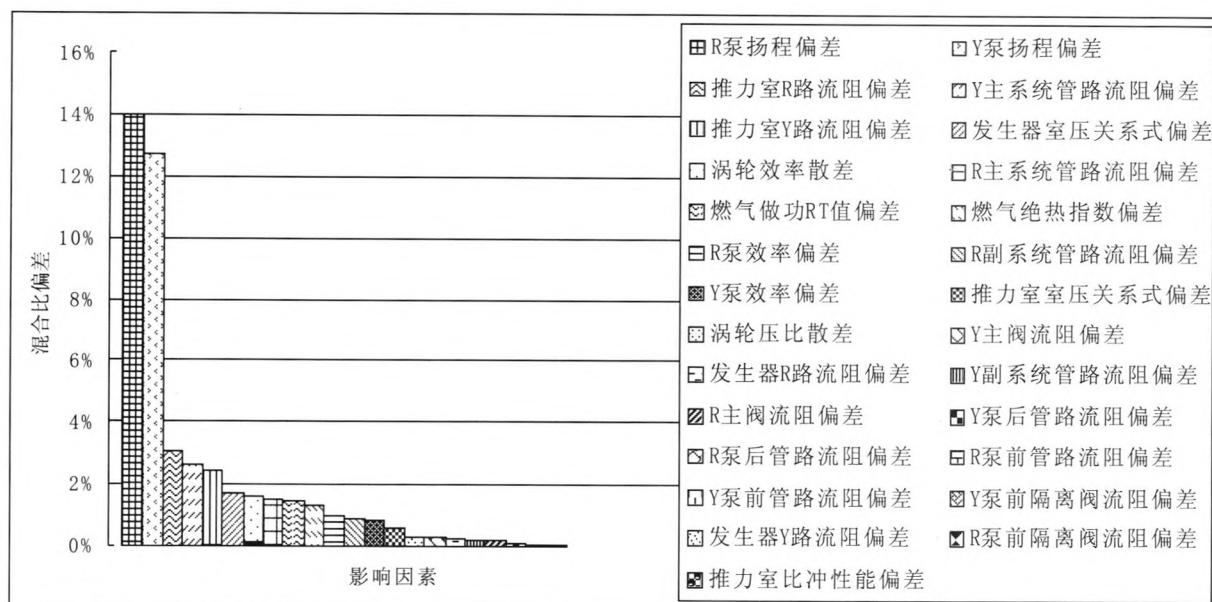 16%
14%
12%
10%
8%
6%
4%
2%
0%
混合比偏差
影响因素
R泵扬程偏差
Y泵扬程偏差
推力室R路流阻偏差
Y主系统管路流阻偏差
推力室Y路流阻偏差
发生器室压关系式偏差
涡轮效率散差
R主系统管路流阻偏差
燃气做功RT值偏差
燃气绝热指数偏差
R泵效率偏差
R副系统管路流阻偏差
Y泵效率偏差
推力室室压关系式偏差
涡轮压比散差
Y主阀流阻偏差
发生器R路流阻偏差
Y副系统管路流阻偏差
R主阀流阻偏差
Y泵后管路流阻偏差
R泵后管路流阻偏差
R泵前管路流阻偏差
Y泵前管路流阻偏差
Y泵前隔离阀流阻偏差
发生器Y路流阻偏差
R泵前隔离阀流阻偏差
推力室比冲性能偏差